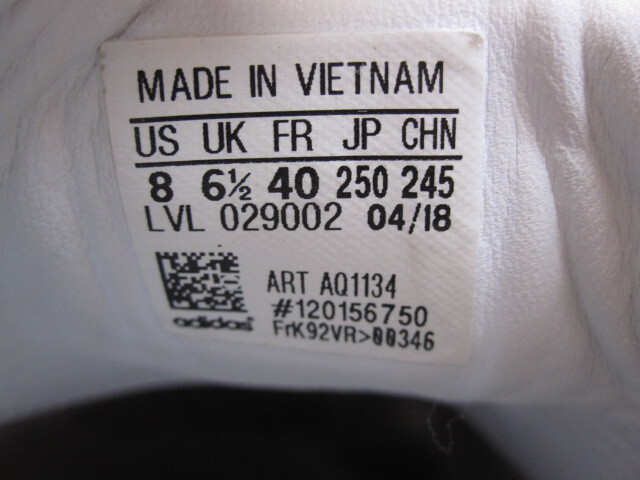 MADE IN VIETNAM
US UK FR JP CHN
8 6½ 40 250 245
LVL 029002 04/18
ART AQ1134
#120156750
adidas FrK92VR>00346